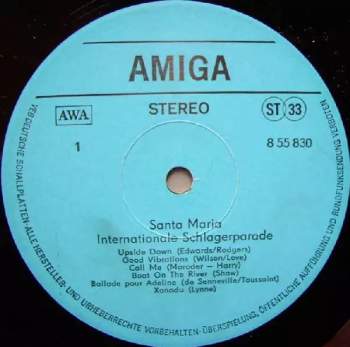 AMIGA
AWA
STEREO
ST 33
1
8 55 830
Santa Maria
Internationale Schlagerparade
Upside Down (Edwards/Rodgers)
Good Vibrations (Wilson/Love)
Call Me (Maroder - Harry)
Boat On The River (Shaw)
Ballade pour Adeline (de Senneville/Toussaint)
Xanadu (Lynne)
VEB DEUTSCHE SCHALLPLATTEN · ALLE HERSTELLER- UND URHEBERRECHTE VORBEHALTEN · ÜBERSPIELUNG, ÖFFENTLICHE AUFFÜHRUNG UND RUNDFUNKSENDUNG VERBOTEN.